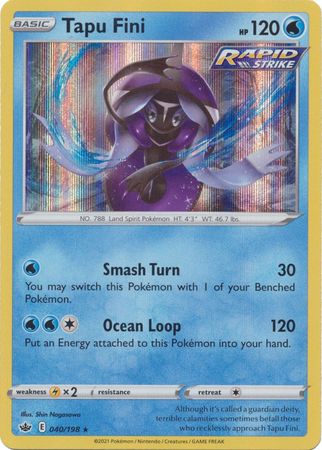 BASIC
Tapu Fini
HP 120
RAPID
STRIKE
NO. 788 Land Spirit Pokémon HT: 4'3" WT: 46.7 lbs.
Smash Turn 30
You may switch this Pokémon with 1 of your Benched
Pokémon.
Ocean Loop 120
Put an Energy attached to this Pokémon into your hand.
weakness ×2 resistance retreat
Illus. Shin Nagasawa
Although it's called a guardian deity,
terrible calamities sometimes befall those
who recklessly approach Tapu Fini.
E 040/198 ★
©2021 Pokémon / Nintendo / Creatures / GAME FREAK